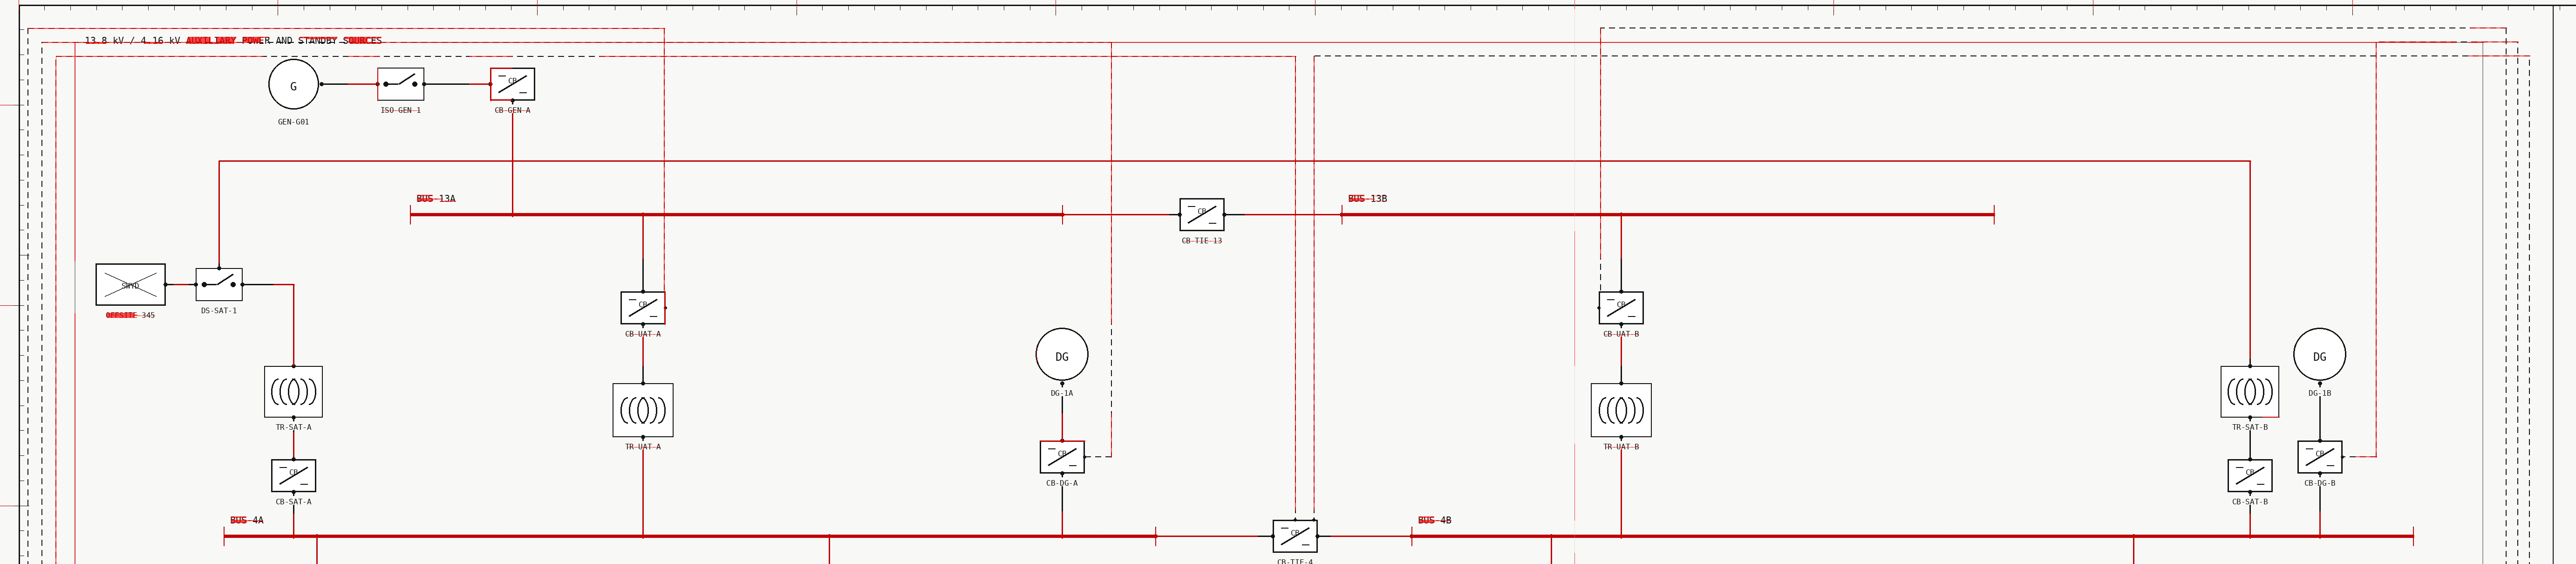 13.8 kV / 4.16 kV AUXILIARY POWER AND STANDBY SOURCES
G
CB
ISO-GEN-1
CB-GEN-A
GEN-G01
BUS-13A
BUS-13B
CB
CB-TIE-13
SWYD
OFFSITE-345
DS-SAT-1
CB
CB-UAT-A
CB
CB-UAT-B
DG
DG
DG-1A
DG-1B
TR-SAT-A
TR-SAT-B
TR-UAT-A
TR-UAT-B
CB
CB
CB-DG-A
CB-DG-B
CB
CB
CB-SAT-A
CB-SAT-B
BUS-4A
BUS-4B
CB
CB-TIE-4